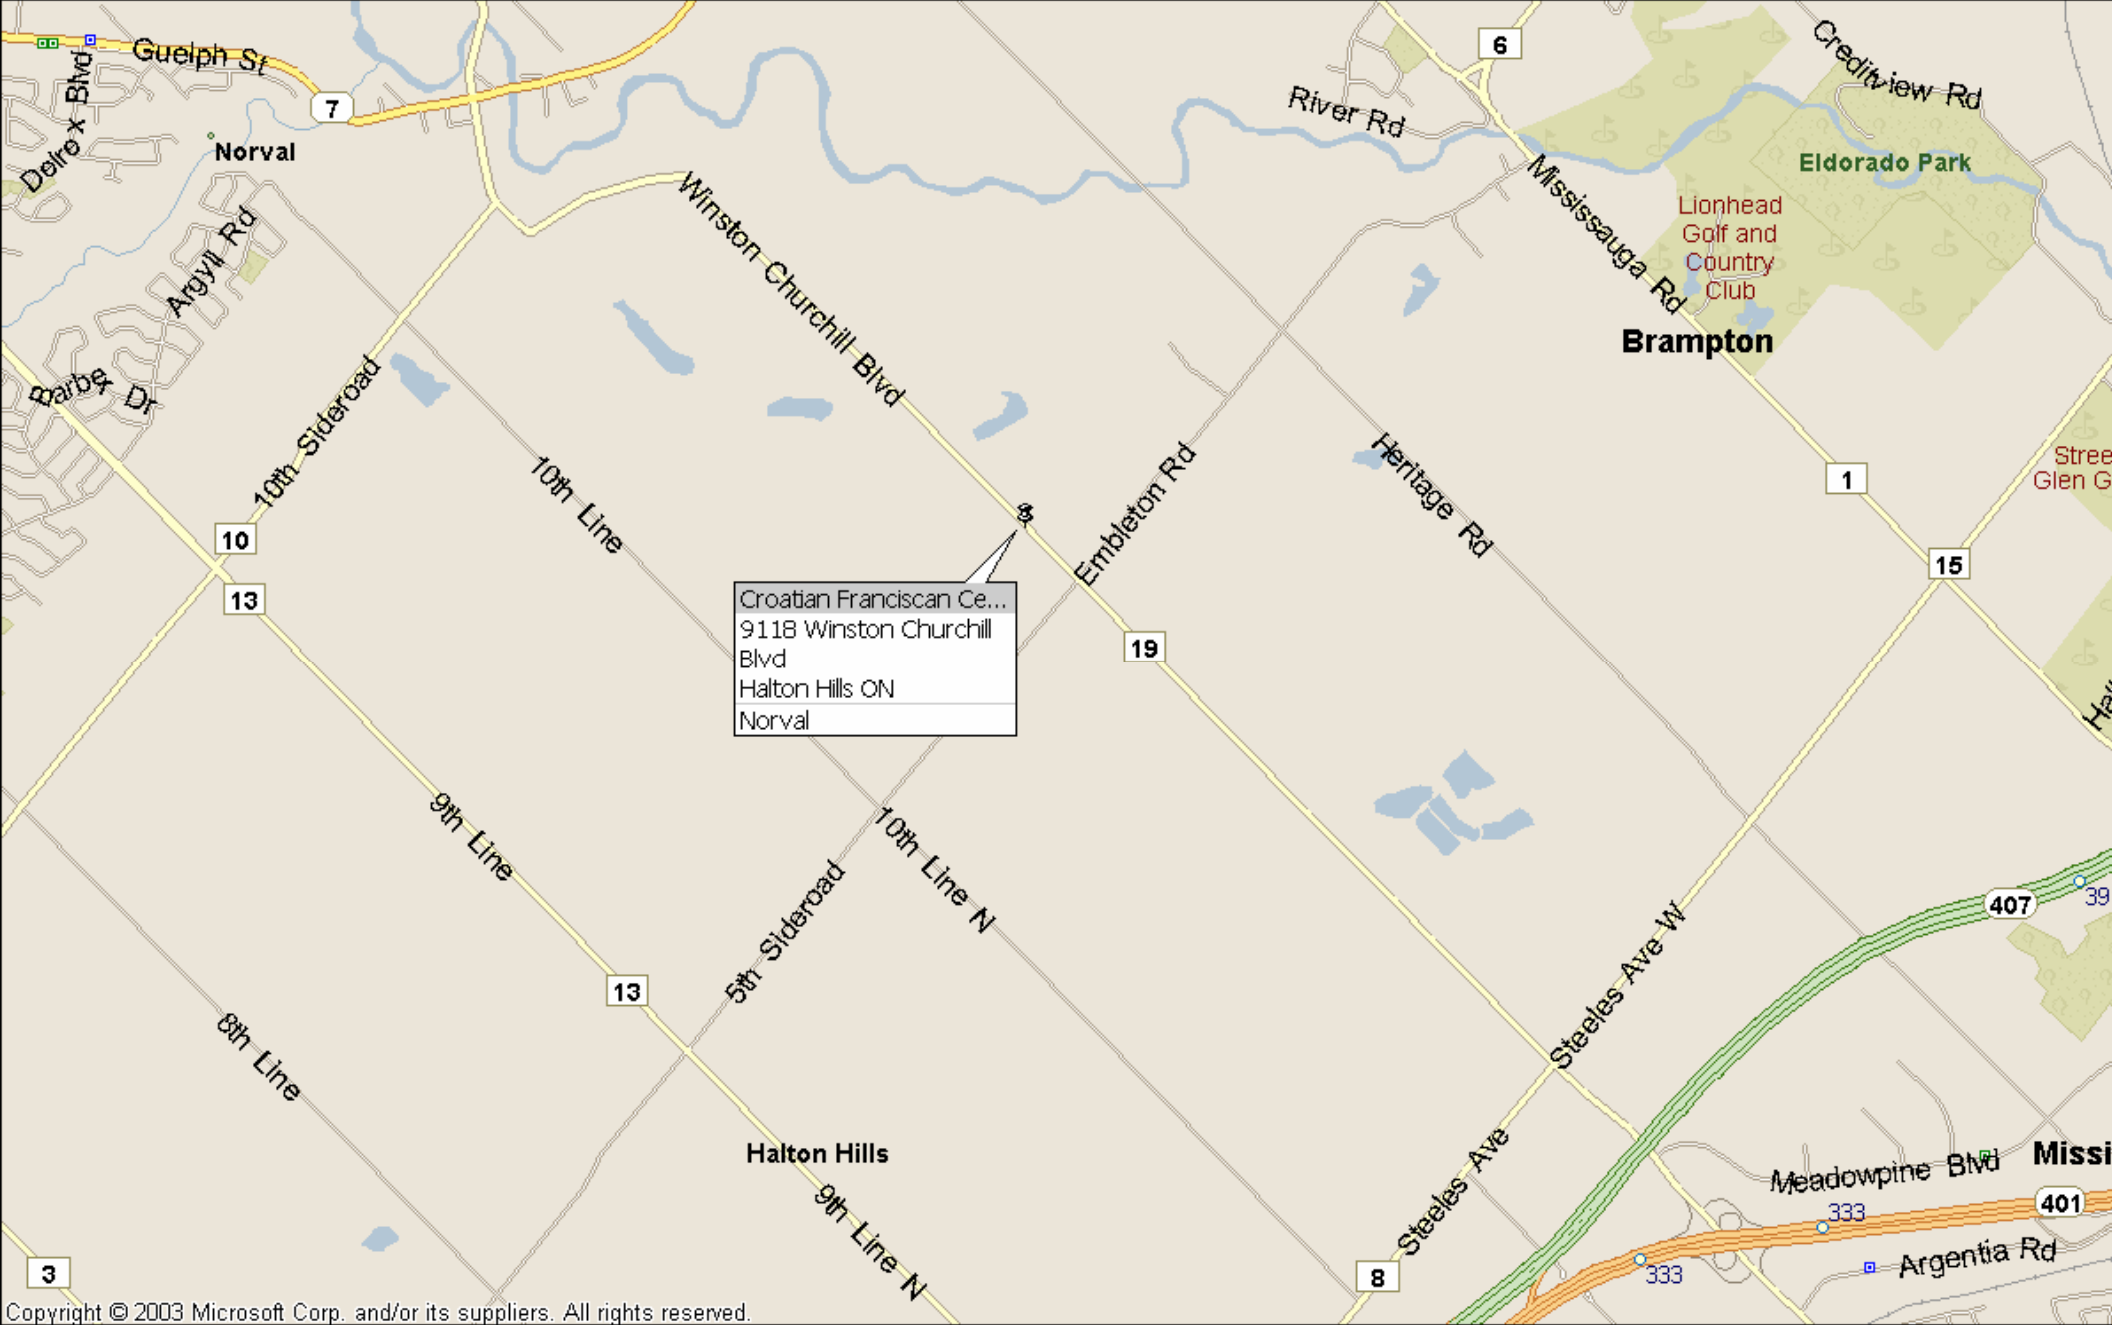 Guelph St
7
Delrex Blvd
Norval
Argyll Rd
Barber Dr
10th Sideroad
10
13
10th Line
Winston Churchill Blvd
River Rd
6
Creditview Rd
Eldorado Park
Mississauga Rd
Lionhead
Golf and
Country
Club
Brampton
Stree
Glen G
1
15
Heritage Rd
Embleton Rd
19
Croatian Franciscan Ce...
9118 Winston Churchill
Blvd
Halton Hills ON
Norval
9th Line
10th Line N
5th Sideroad
13
8th Line
Halton Hills
9th Line N
3
Steeles Ave W
407
39
Steeles Ave
8
Meadowpine Blvd
Missi
401
333
333
Argentia Rd
Copyright © 2003 Microsoft Corp. and/or its suppliers. All rights reserved.